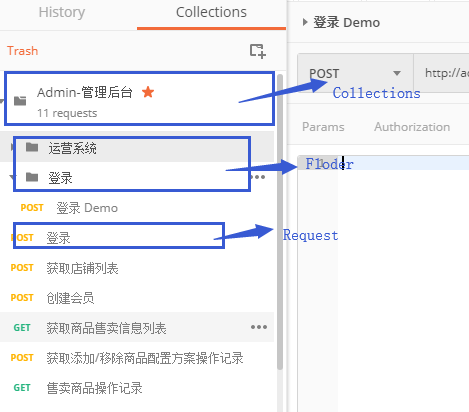 History
Collections
登录 Demo
Trash
Admin-管理后台
11 requests
POST
http://ad
Collections
Params
Authorization
运营系统
登录
Floder
POST 登录 Demo
POST 登录
Request
POST 获取店铺列表
POST 创建会员
GET 获取商品售卖信息列表
POST 获取添加/移除商品配置方案操作记录
GET 售卖商品操作记录